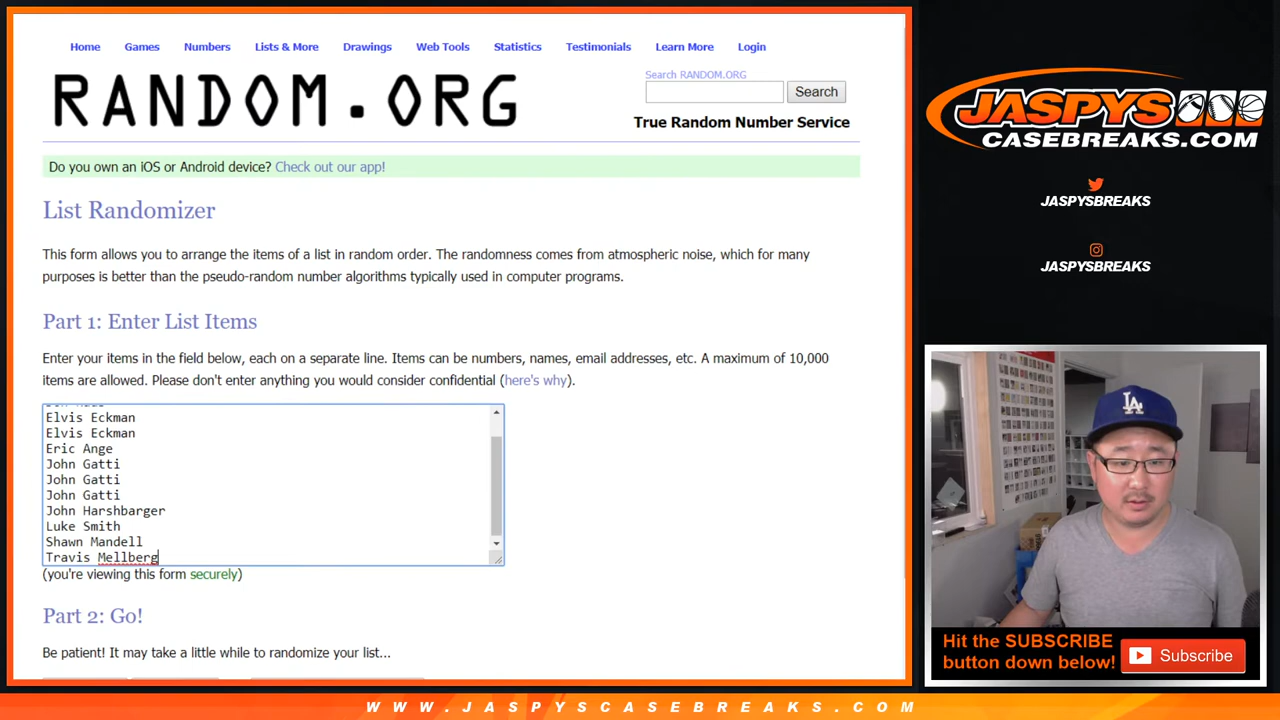 Home Games Numbers Lists & More Drawings Web Tools Statistics Testimonials Learn More Login
RANDOM.ORG
Search RANDOM.ORG
Search
True Random Number Service
Do you own an iOS or Android device? Check out our app!
List Randomizer
This form allows you to arrange the items of a list in random order. The randomness comes from atmospheric noise, which for many
purposes is better than the pseudo-random number algorithms typically used in computer programs.
Part 1: Enter List Items
Enter your items in the field below, each on a separate line. Items can be numbers, names, email addresses, etc. A maximum of 10,000
items are allowed. Please don't enter anything you would consider confidential (here's why).
Elvis Eckman
Elvis Eckman
Eric Ange
John Gatti
John Gatti
John Gatti
John Harshbarger
Luke Smith
Shawn Mandell
Travis Mellberg
(you're viewing this form securely)
Part 2: Go!
Be patient! It may take a little while to randomize your list...
JASPYS
CASEBREAKS.COM
JASPYSBREAKS
JASPYSBREAKS
LA
Hit the SUBSCRIBE
button down below!
Subscribe
WWW.JASPYSCASEBREAKS.COM